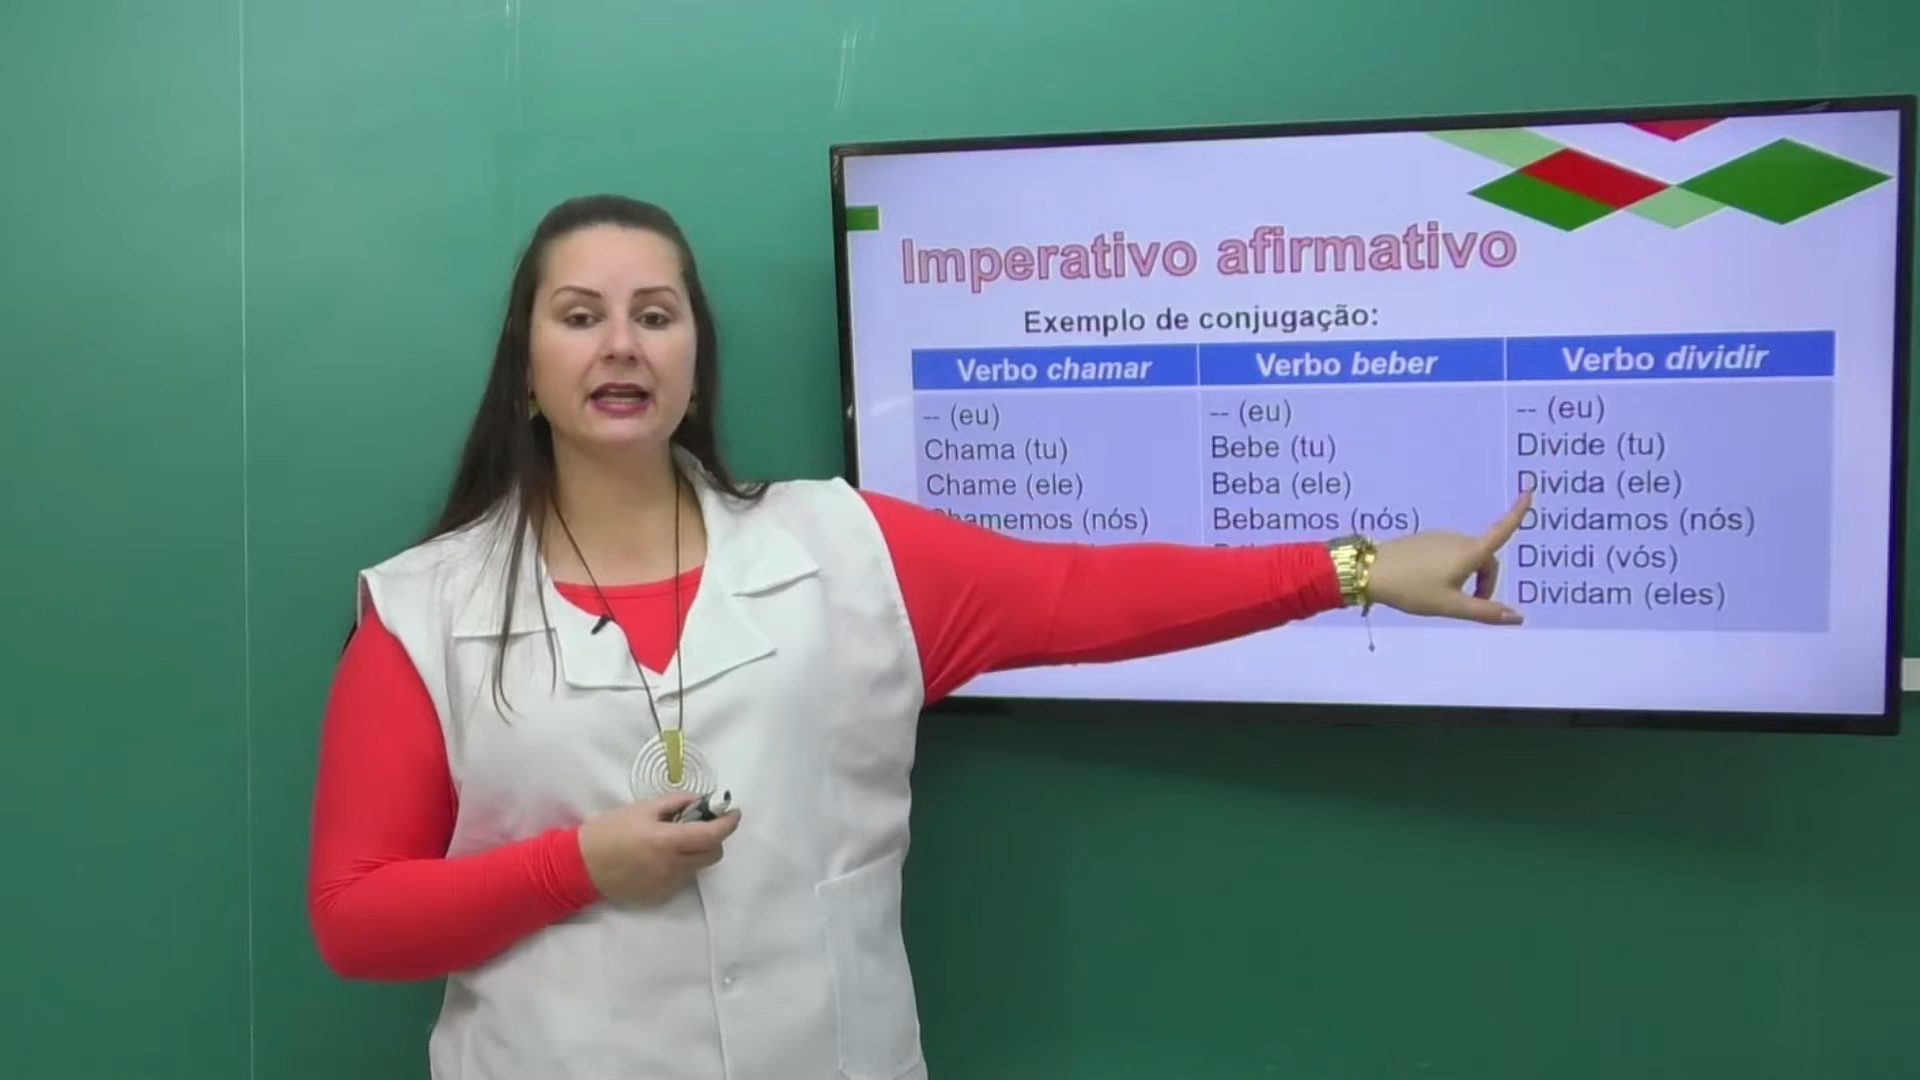 Imperativo afirmativo
Exemplo de conjugação:
Verbo chamar
-- (eu)
Chama (tu)
Chame (ele)
Chamemos (nós)
Verbo beber
-- (eu)
Bebe (tu)
Beba (ele)
Bebamos (nós)
Verbo dividir
-- (eu)
Divide (tu)
Divida (ele)
Dividamos (nós)
Dividi (vós)
Dividam (eles)